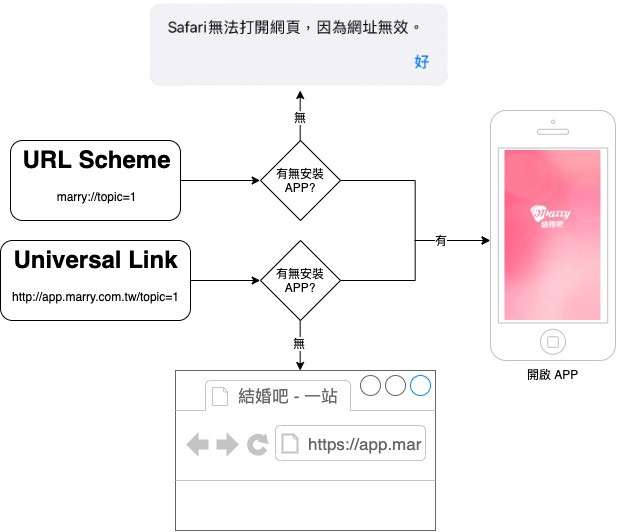 Safari無法打開網頁，因為網址無效。
好
無
URL Scheme
marry://topic=1
有無安裝
APP?
Universal Link
http://app.marry.com.tw/topic=1
有無安裝
APP?
有
Marry
結婚吧
開啟 APP
無
結婚吧 - 一站
https://app.mar